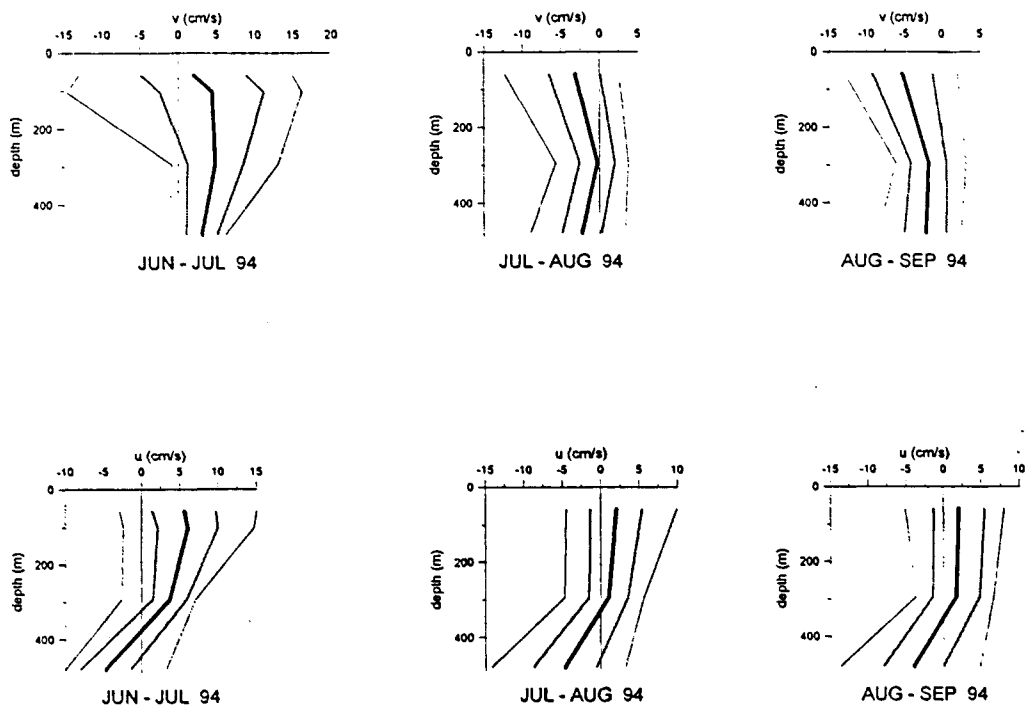 v (cm/s)
-15 -10 -5 0 5 10 15 20
0
200
400
depth (m)
JUN - JUL 94
v (cm/s)
-15 -10 -5 0 5
0
200
400
depth (m)
JUL - AUG 94
v (cm/s)
-15 -10 -5 0 5
0
200
400
depth (m)
AUG - SEP 94
u (cm/s)
-10 -5 0 5 10 15
0
200
400
depth (m)
JUN - JUL 94
u (cm/s)
-15 -10 -5 0 5 10
0
200
400
depth (m)
JUL - AUG 94
u (cm/s)
-15 -10 -5 0 5 10
0
200
400
depth (m)
AUG - SEP 94